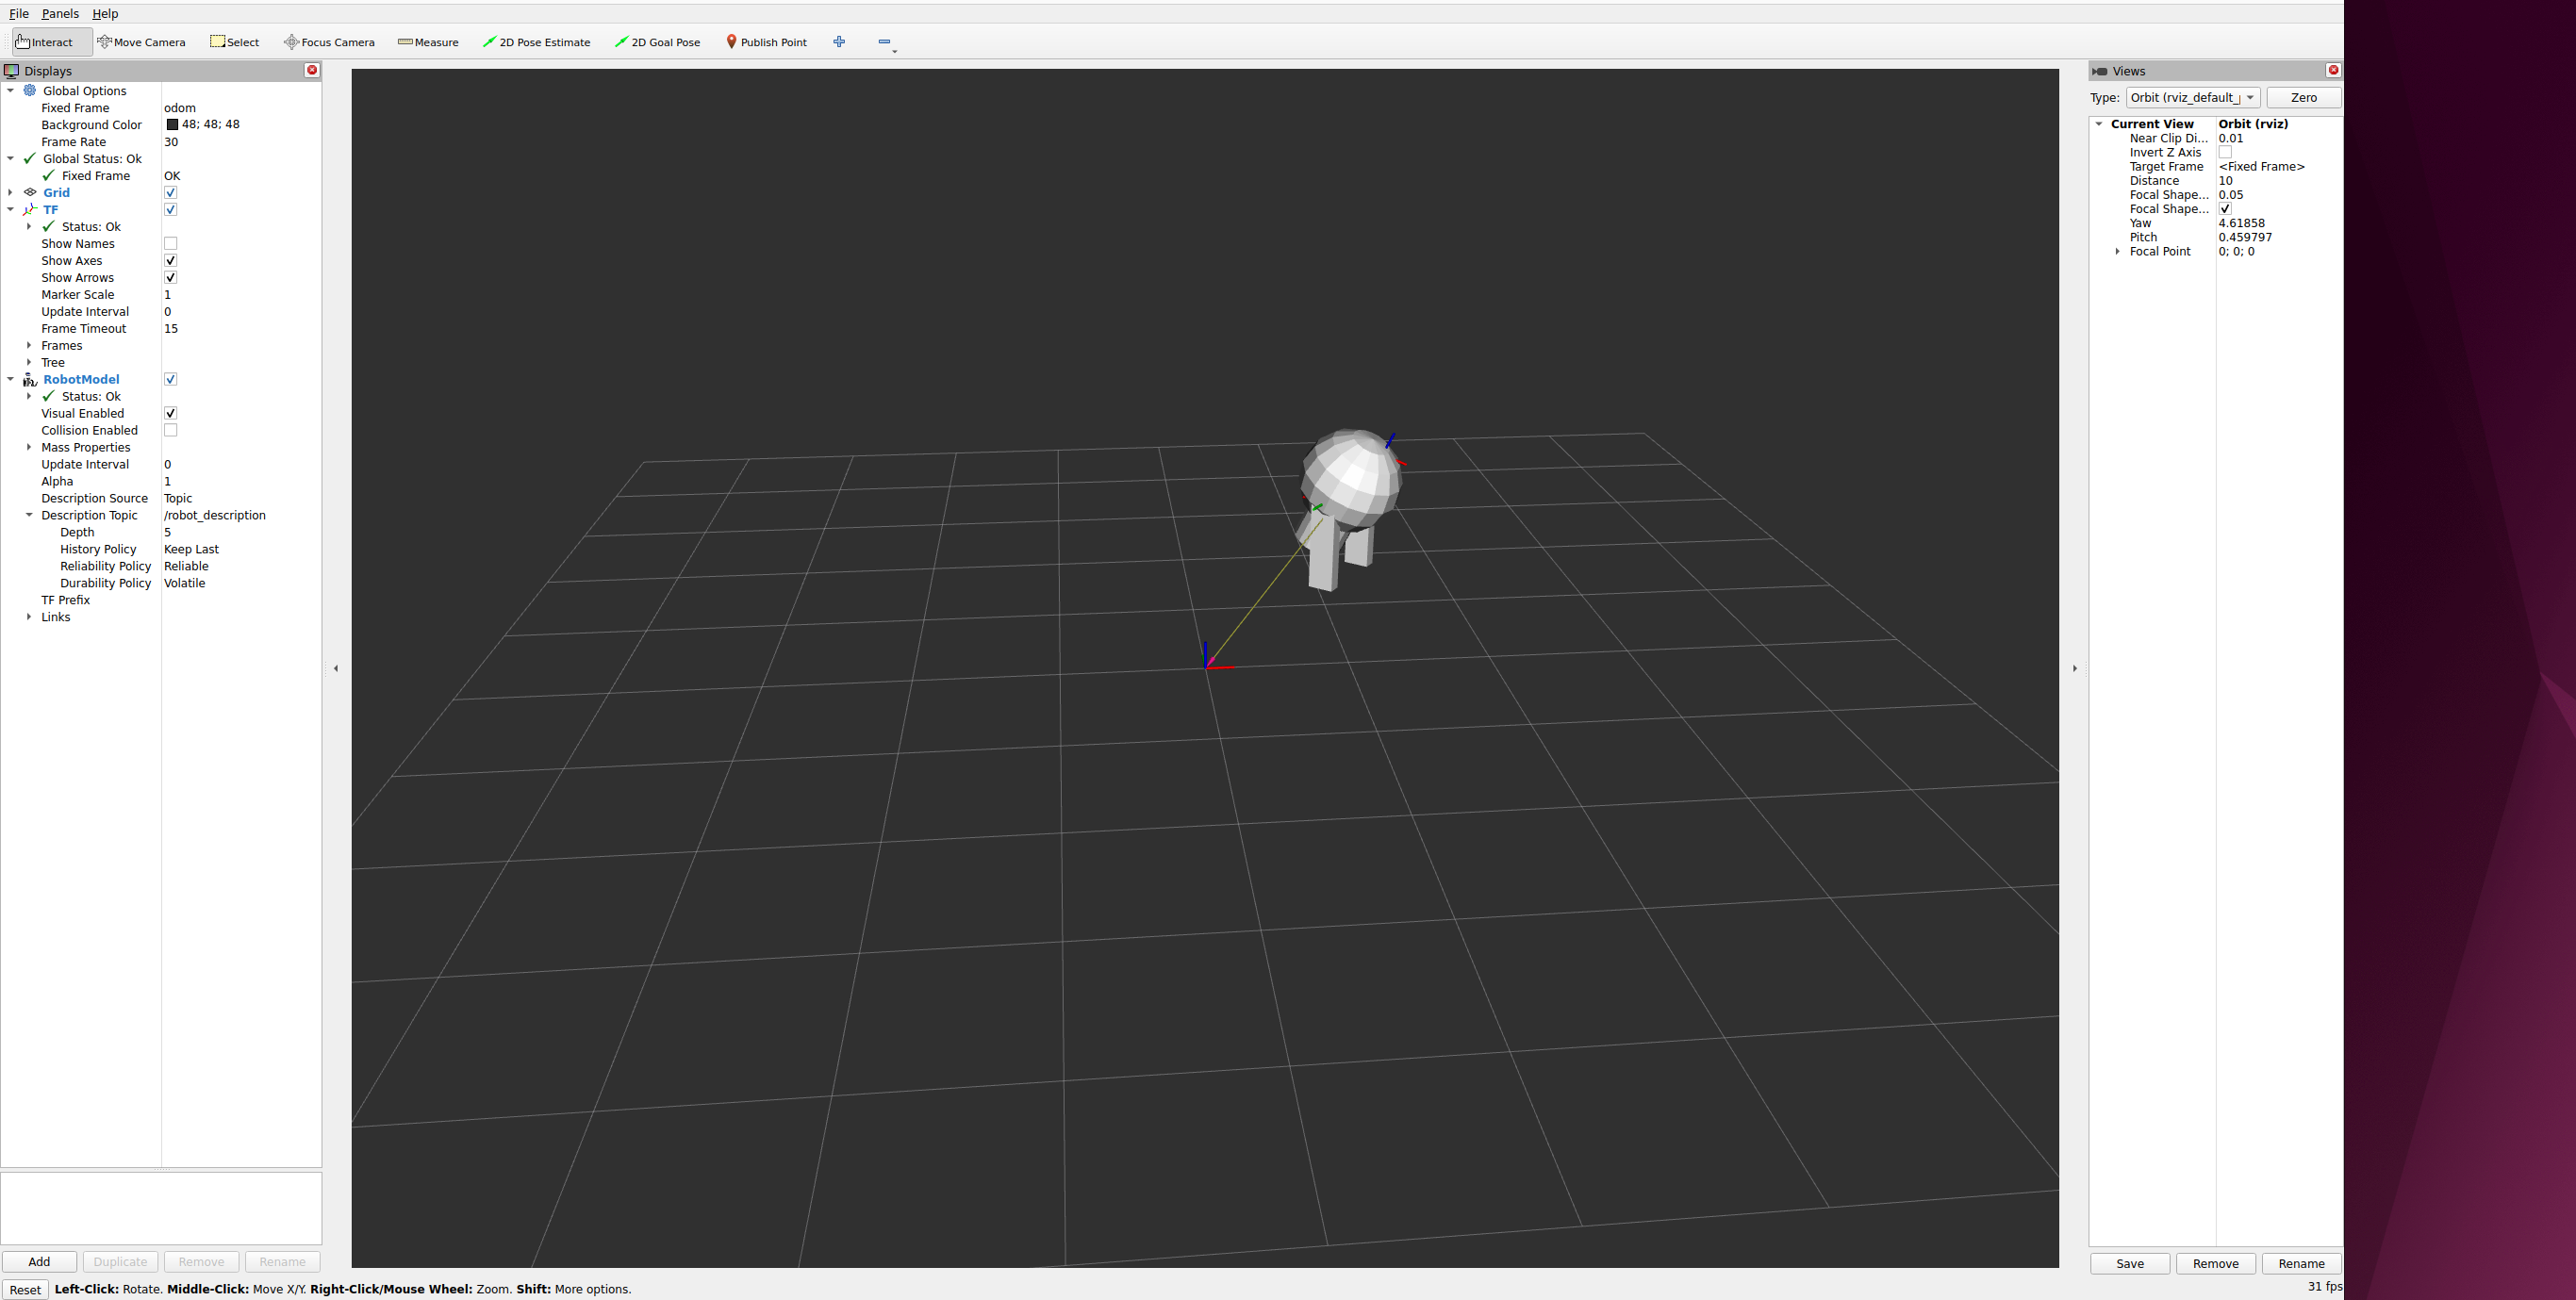 File Panels Help
Interact Move Camera Select Focus Camera Measure 2D Pose Estimate 2D Goal Pose Publish Point
Displays
Global Options
Fixed Frame odom
Background Color 48; 48; 48
Frame Rate 30
Global Status: Ok
Fixed Frame OK
Grid
TF
Status: Ok
Show Names
Show Axes
Show Arrows
Marker Scale 1
Update Interval 0
Frame Timeout 15
Frames
Tree
RobotModel
Status: Ok
Visual Enabled
Collision Enabled
Mass Properties
Update Interval 0
Alpha 1
Description Source Topic
Description Topic /robot_description
Depth 5
History Policy Keep Last
Reliability Policy Reliable
Durability Policy Volatile
TF Prefix
Links
Add Duplicate Remove Rename
Reset Left-Click: Rotate. Middle-Click: Move X/Y. Right-Click/Mouse Wheel: Zoom. Shift: More options.
Views
Type: Orbit (rviz_default_ Zero
Current View Orbit (rviz)
Near Clip Di... 0.01
Invert Z Axis
Target Frame <Fixed Frame>
Distance 10
Focal Shape... 0.05
Focal Shape...
Yaw 4.61858
Pitch 0.459797
Focal Point 0; 0; 0
Save Remove Rename
31 fps